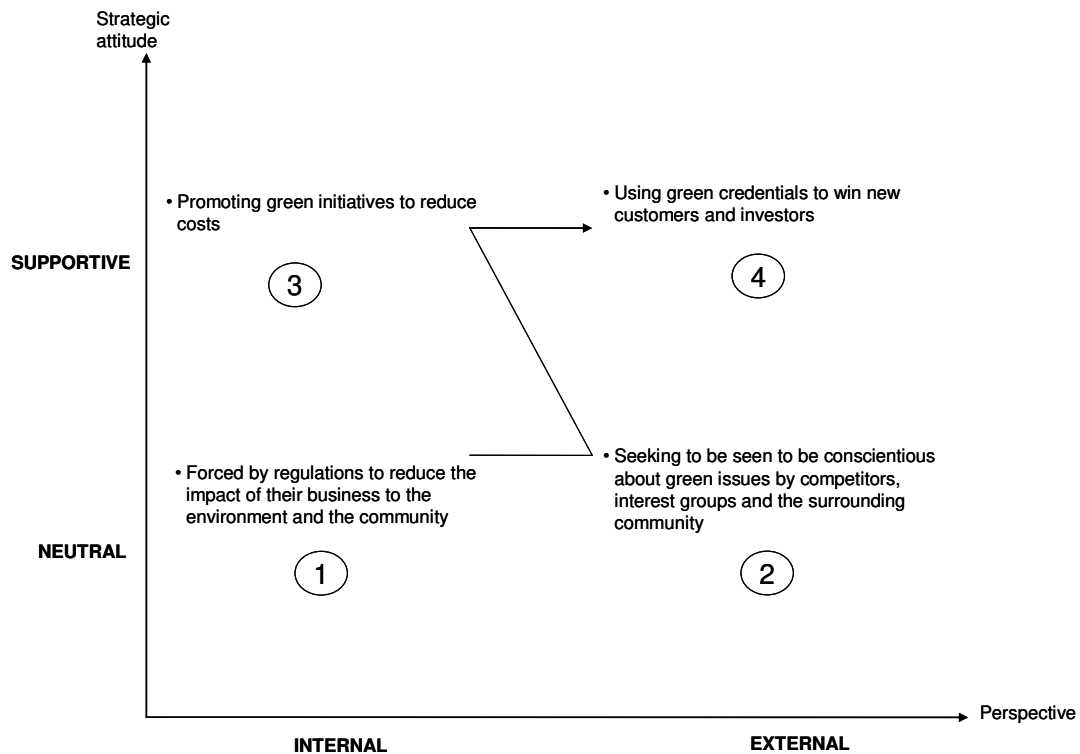 Strategic
attitude
• Promoting green initiatives to reduce
costs
• Using green credentials to win new
customers and investors
SUPPORTIVE
3
4
• Forced by regulations to reduce the
impact of their business to the
environment and the community
• Seeking to be seen to be conscientious
about green issues by competitors,
interest groups and the surrounding
community
NEUTRAL
1
2
Perspective
INTERNAL
EXTERNAL